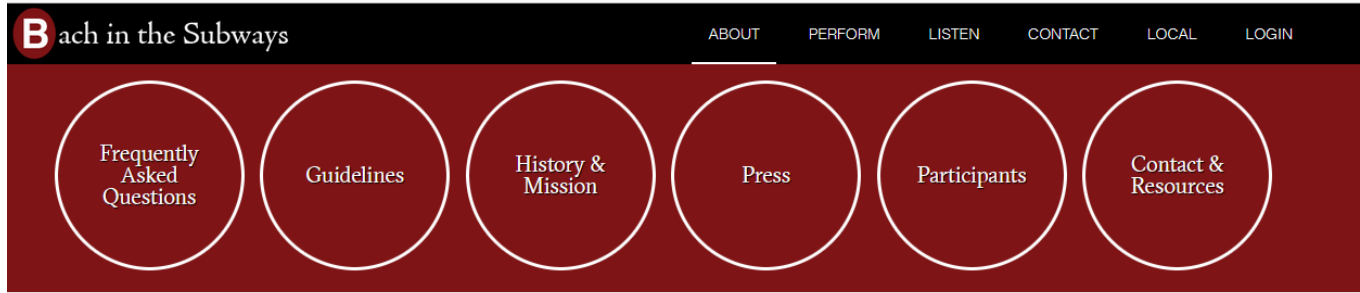 Bach in the Subways
ABOUT PERFORM LISTEN CONTACT LOCAL LOGIN
Frequently
Asked
Questions
Guidelines
History &
Mission
Press
Participants
Contact &
Resources